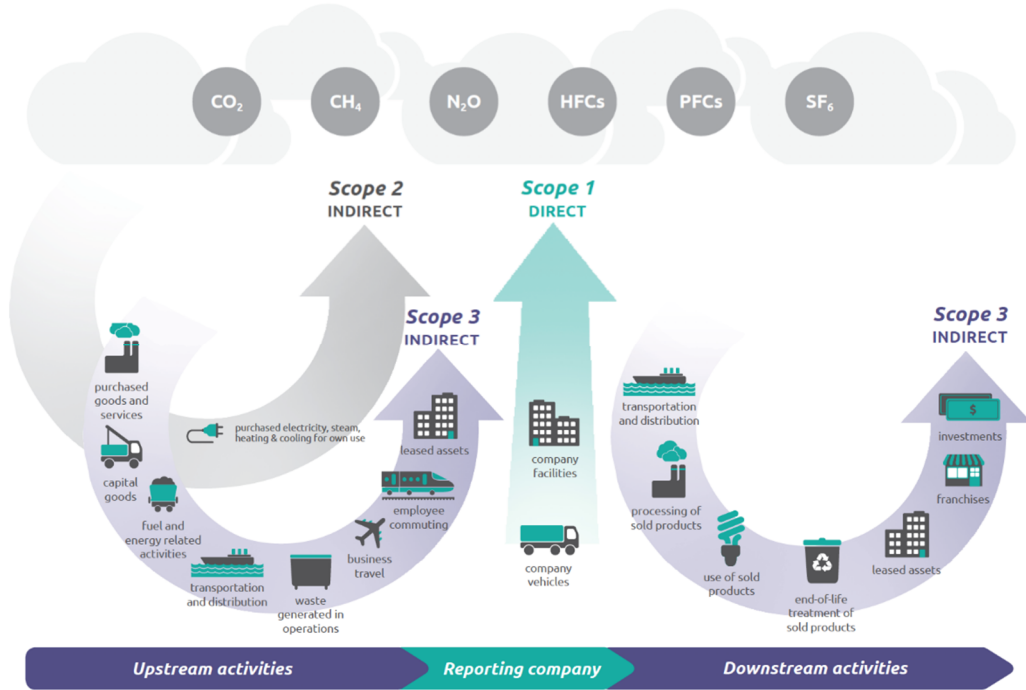 CO₂
CH₄
N₂O
HFCs
PFCs
SF₆
Scope 2
INDIRECT
Scope 1
DIRECT
Scope 3
INDIRECT
Scope 3
INDIRECT
purchased
goods and
services
capital
goods
fuel and
energy related
activities
transportation
and distribution
waste
generated in
operations
business
travel
employee
commuting
leased assets
purchased electricity, steam,
heating & cooling for own use
company
facilities
company
vehicles
transportation
and distribution
processing of
sold products
use of sold
products
end-of-life
treatment of
sold products
leased assets
franchises
$
investments
Upstream activities
Reporting company
Downstream activities